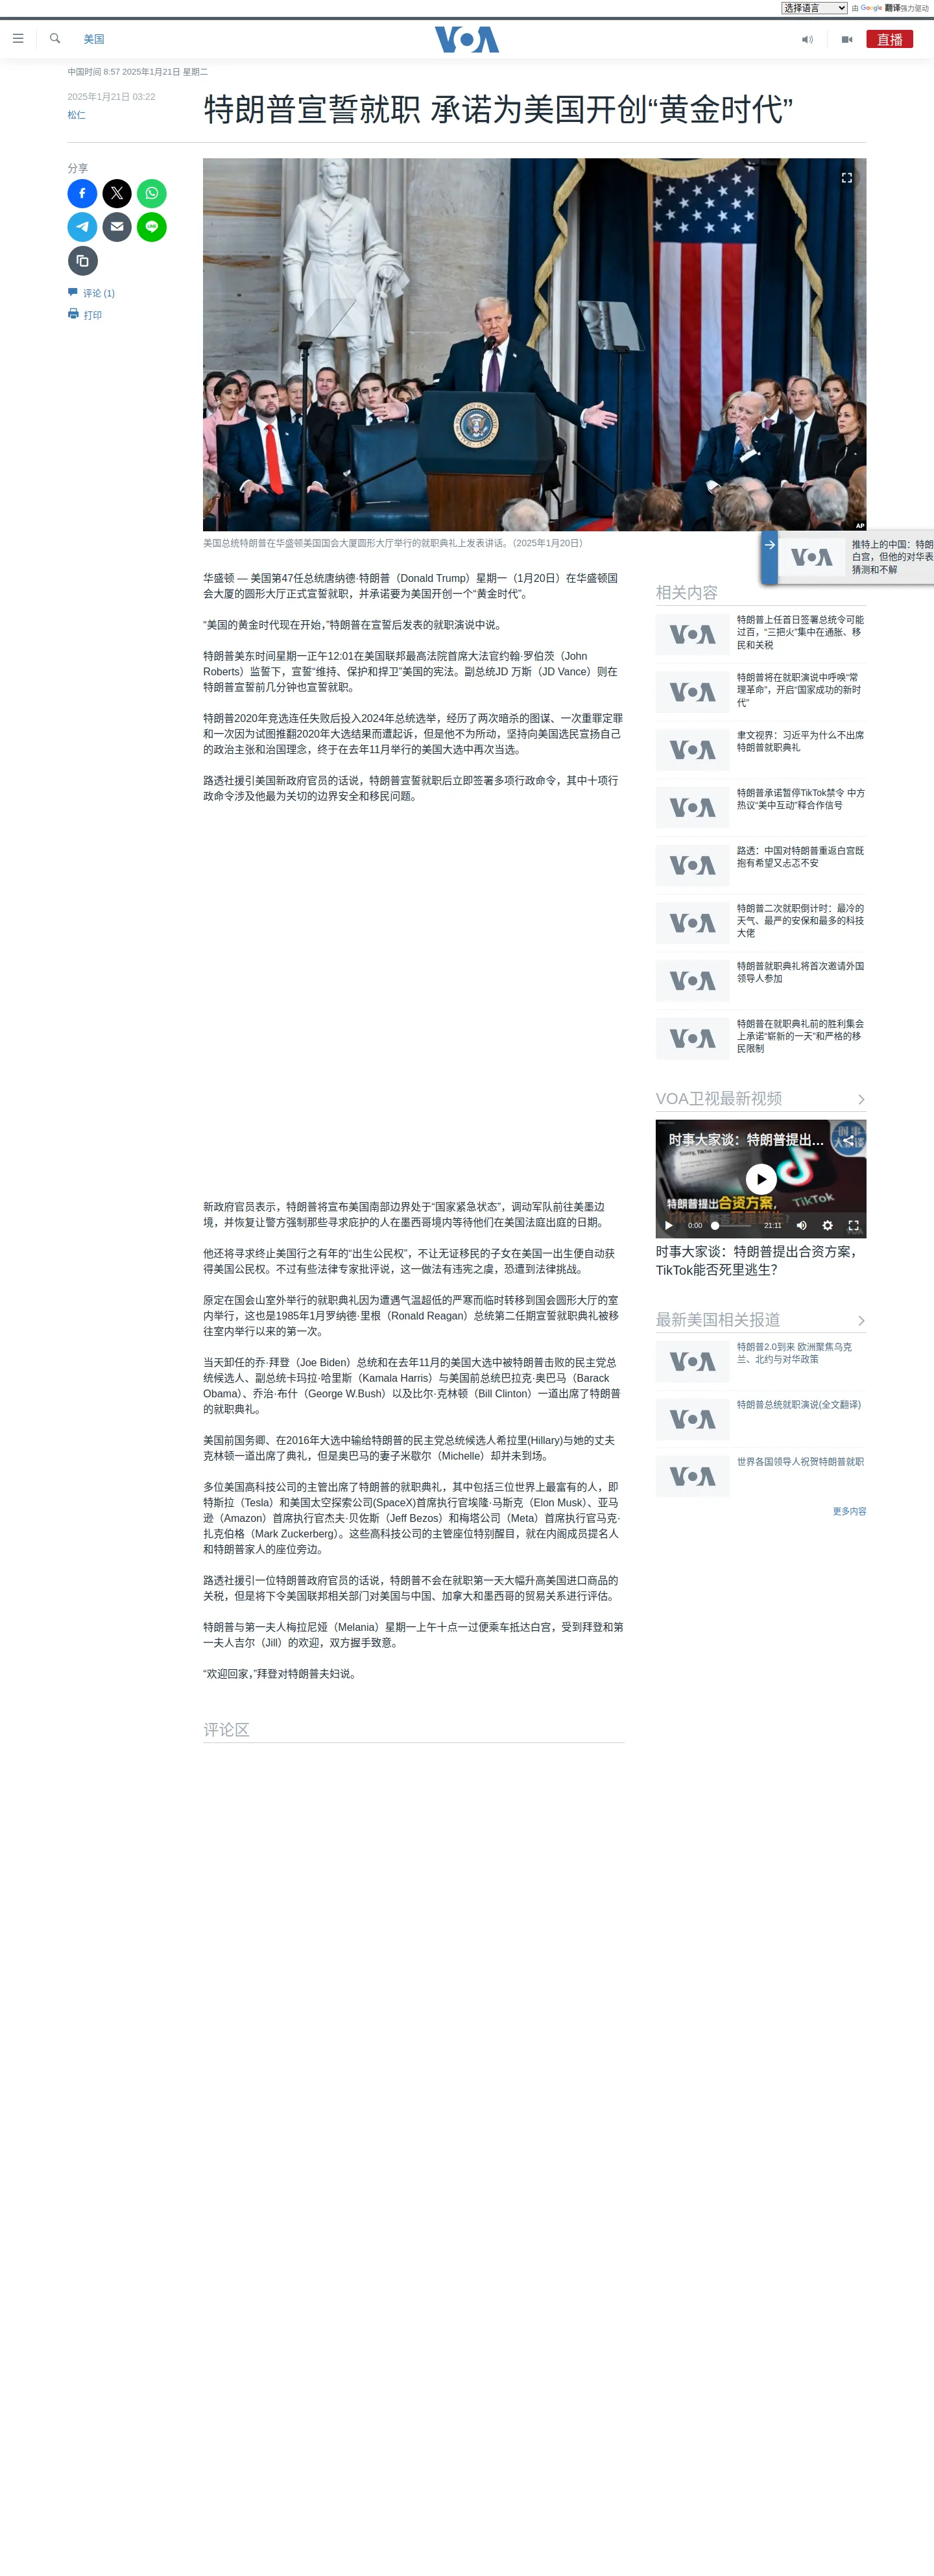 选择语言
由 Google 翻译强力驱动
美国
VOA
直播
中国时间 8:57 2025年1月21日 星期二
2025年1月21日 03:22
松仁
特朗普宣誓就职 承诺为美国开创“黄金时代”
分享
评论 (1)
打印
AP
美国总统特朗普在华盛顿美国国会大厦圆形大厅举行的就职典礼上发表讲话。（2025年1月20日）
推特上的中国：特朗
白宫，但他的对华表
猜测和不解
华盛顿 — 美国第47任总统唐纳德·特朗普（Donald Trump）星期一（1月20日）在华盛顿国
会大厦的圆形大厅正式宣誓就职，并承诺要为美国开创一个“黄金时代”。
“美国的黄金时代现在开始，”特朗普在宣誓后发表的就职演说中说。
特朗普美东时间星期一正午12:01在美国联邦最高法院首席大法官约翰·罗伯茨（John
Roberts）监誓下，宣誓“维持、保护和捍卫”美国的宪法。副总统JD 万斯（JD Vance）则在
特朗普宣誓前几分钟也宣誓就职。
特朗普2020年竞选连任失败后投入2024年总统选举，经历了两次暗杀的图谋、一次重罪定罪
和一次因为试图推翻2020年大选结果而遭起诉，但是他不为所动，坚持向美国选民宣扬自己
的政治主张和治国理念，终于在去年11月举行的美国大选中再次当选。
路透社援引美国新政府官员的话说，特朗普宣誓就职后立即签署多项行政命令，其中十项行
政命令涉及他最为关切的边界安全和移民问题。
新政府官员表示，特朗普将宣布美国南部边界处于“国家紧急状态”，调动军队前往美墨边
境，并恢复让警方强制那些寻求庇护的人在墨西哥境内等待他们在美国法庭出庭的日期。
他还将寻求终止美国行之有年的“出生公民权”，不让无证移民的子女在美国一出生便自动获
得美国公民权。不过有些法律专家批评说，这一做法有违宪之虞，恐遭到法律挑战。
原定在国会山室外举行的就职典礼因为遭遇气温超低的严寒而临时转移到国会圆形大厅的室
内举行，这也是1985年1月罗纳德·里根（Ronald Reagan）总统第二任期宣誓就职典礼被移
往室内举行以来的第一次。
当天卸任的乔·拜登（Joe Biden）总统和在去年11月的美国大选中被特朗普击败的民主党总
统候选人、副总统卡玛拉·哈里斯（Kamala Harris）与美国前总统巴拉克·奥巴马（Barack
Obama）、乔治·布什（George W.Bush）以及比尔·克林顿（Bill Clinton）一道出席了特朗普
的就职典礼。
美国前国务卿、在2016年大选中输给特朗普的民主党总统候选人希拉里(Hillary)与她的丈夫
克林顿一道出席了典礼，但是奥巴马的妻子米歇尔（Michelle）却并未到场。
多位美国高科技公司的主管出席了特朗普的就职典礼，其中包括三位世界上最富有的人，即
特斯拉（Tesla）和美国太空探索公司(SpaceX)首席执行官埃隆·马斯克（Elon Musk）、亚马
逊（Amazon）首席执行官杰夫·贝佐斯（Jeff Bezos）和梅塔公司（Meta）首席执行官马克·
扎克伯格（Mark Zuckerberg）。这些高科技公司的主管座位特别醒目，就在内阁成员提名人
和特朗普家人的座位旁边。
路透社援引一位特朗普政府官员的话说，特朗普不会在就职第一天大幅升高美国进口商品的
关税，但是将下令美国联邦相关部门对美国与中国、加拿大和墨西哥的贸易关系进行评估。
特朗普与第一夫人梅拉尼娅（Melania）星期一上午十点一过便乘车抵达白宫，受到拜登和第
一夫人吉尔（Jill）的欢迎，双方握手致意。
“欢迎回家，”拜登对特朗普夫妇说。
评论区
相关内容
特朗普上任首日签署总统令可能
过百，“三把火”集中在通胀、移
民和关税
特朗普将在就职演说中呼唤“常
理革命”，开启“国家成功的新时
代”
聿文视界：习近平为什么不出席
特朗普就职典礼
特朗普承诺暂停TikTok禁令 中方
热议“美中互动”释合作信号
路透：中国对特朗普重返白宫既
抱有希望又忐忑不安
特朗普二次就职倒计时：最冷的
天气、最严的安保和最多的科技
大佬
特朗普就职典礼将首次邀请外国
领导人参加
特朗普在就职典礼前的胜利集会
上承诺“崭新的一天”和严格的移
民限制
VOA卫视最新视频
时事大家谈：特朗普提出...
特朗普提出合资方案，
TikTok
0:00
21:11
时事大家谈：特朗普提出合资方案，
TikTok能否死里逃生？
最新美国相关报道
特朗普2.0到来 欧洲聚焦乌克
兰、北约与对华政策
特朗普总统就职演说(全文翻译)
世界各国领导人祝贺特朗普就职
更多内容